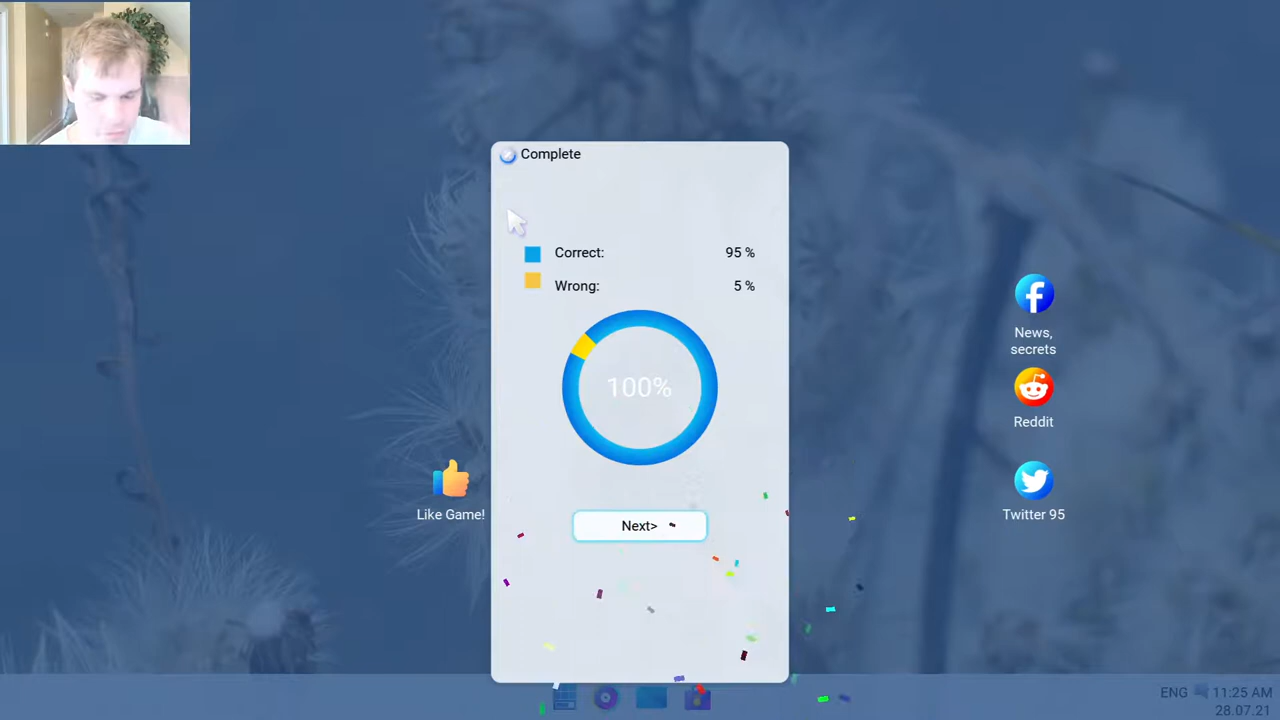 Complete
Correct: 95 %
Wrong: 5 %
100%
Next>
Like Game!
News,
secrets
Reddit
Twitter 95
ENG 11:25 AM
28.07.21